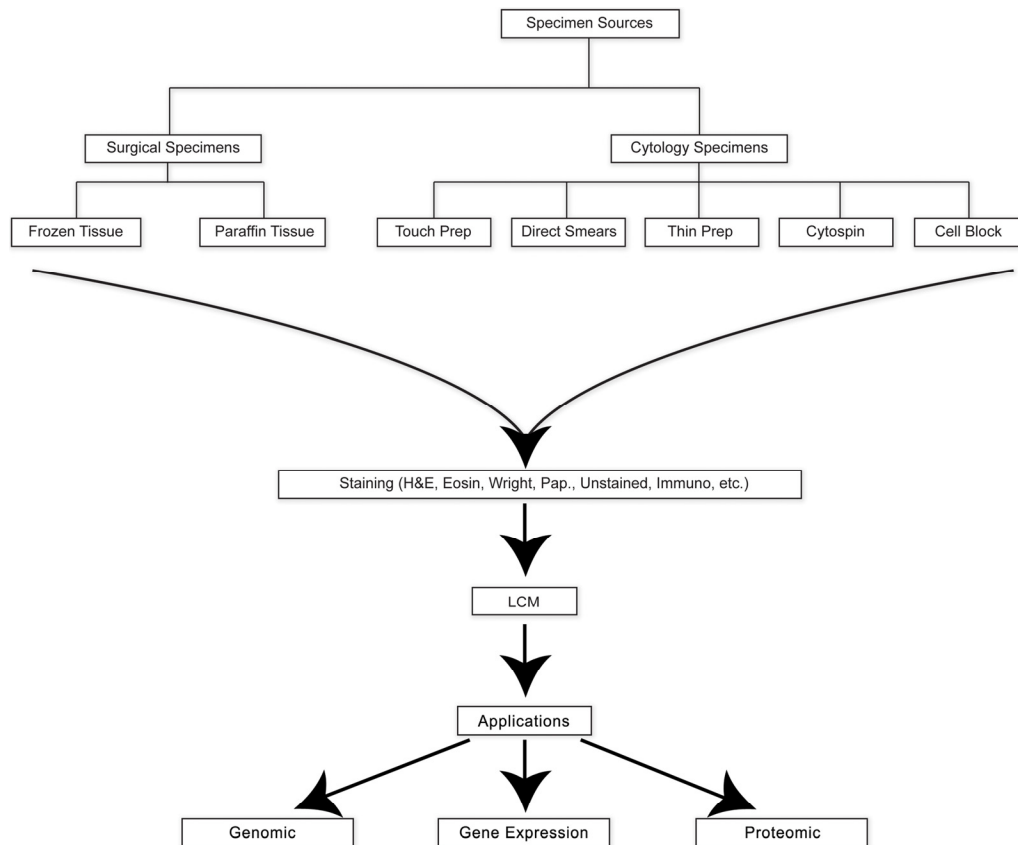 Specimen Sources
Surgical Specimens
Cytology Specimens
Frozen Tissue
Paraffin Tissue
Touch Prep
Direct Smears
Thin Prep
Cytospin
Cell Block
Staining (H&E, Eosin, Wright, Pap., Unstained, Immuno, etc.)
LCM
Applications
Genomic
Gene Expression
Proteomic